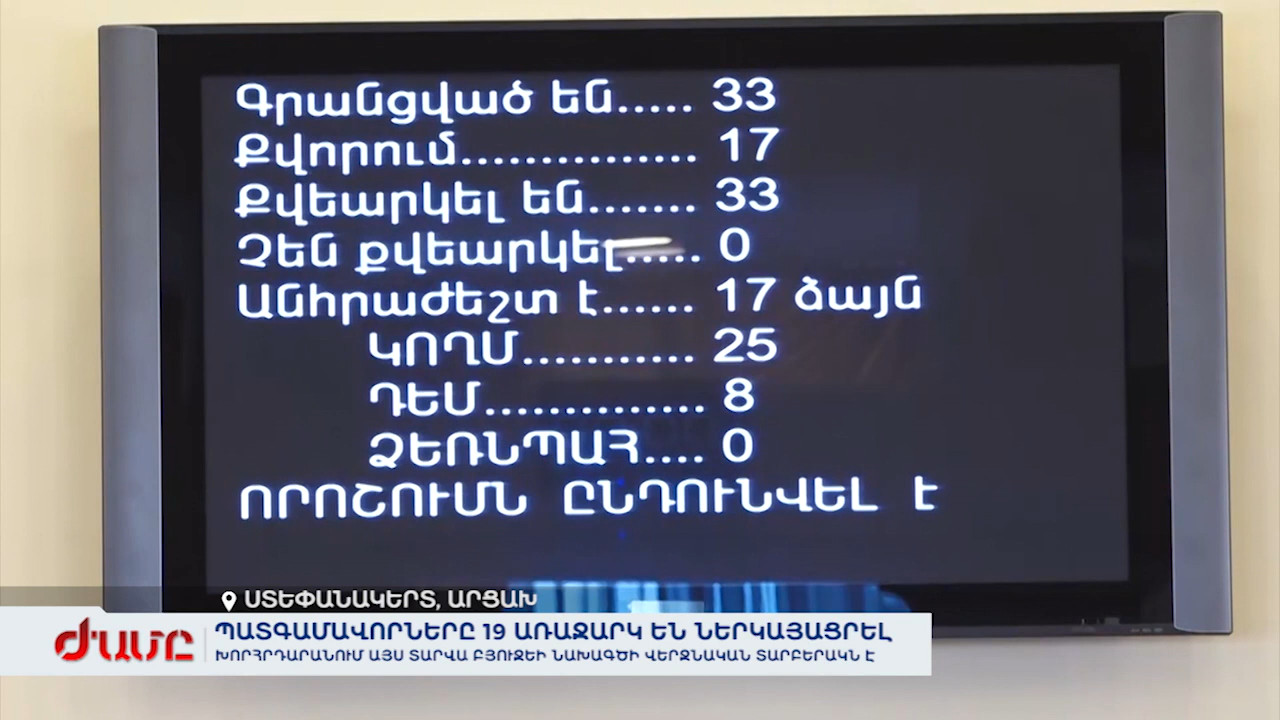 Գրանցված են..... 33
Քվորում............... 17
Քվեարկել են....... 33
Չեն քվեարկել..... 0
Անհրաժեշտ է...... 17 ձայն
ԿՈՂՄ........... 25
ԴԵՄ.............. 8
ՁԵՌՆՊԱՀ.... 0
ՈՐՈՇՈՒՄՆ ԸՆԴՈՒՆՎԵԼ է
ՍՏԵՓԱՆԱԿԵՐՏ, ԱՐՑԱԽ
ԺԱՄԸ
ՊԱՏԳԱՄԱՎՈՐՆԵՐԸ 19 ԱՌԱՋԱՐԿ ԵՆ ՆԵՐԿԱՅԱՑՐԵԼ
ԽՈՐՀՐԴԱՐԱՆՈՒՄ ԱՅՍ ՏԱՐՎԱ ԲՅՈՒՋԵԻ ՆԱԽԱԳԾԻ ՎԵՐՋՆԱԿԱՆ ՏԱՐԲԵՐԱԿՆ Է